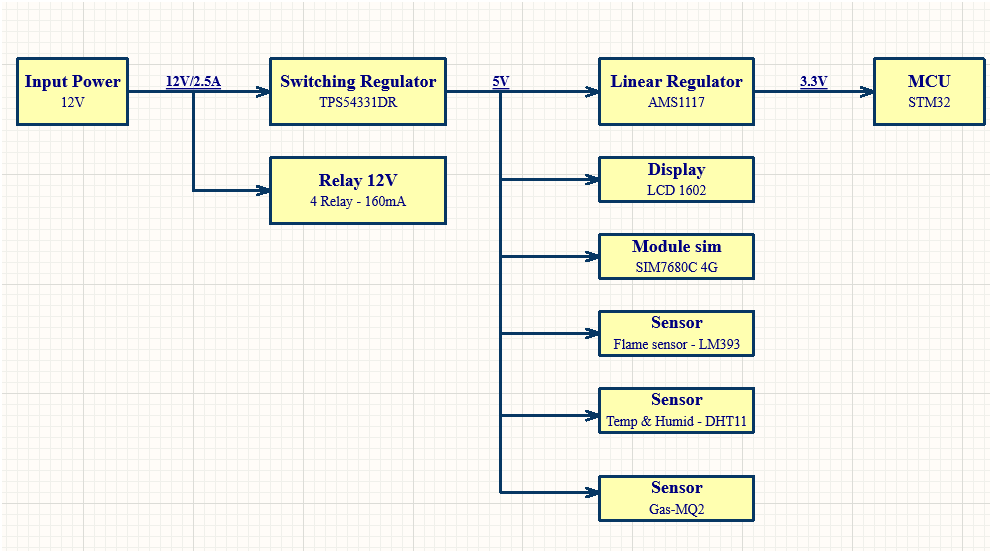 Input Power
12V
12V/2.5A
Switching Regulator
TPS54331DR
5V
Linear Regulator
AMS1117
3.3V
MCU
STM32
Relay 12V
4 Relay - 160mA
Display
LCD 1602
Module sim
SIM7680C 4G
Sensor
Flame sensor - LM393
Sensor
Temp & Humid - DHT11
Sensor
Gas-MQ2